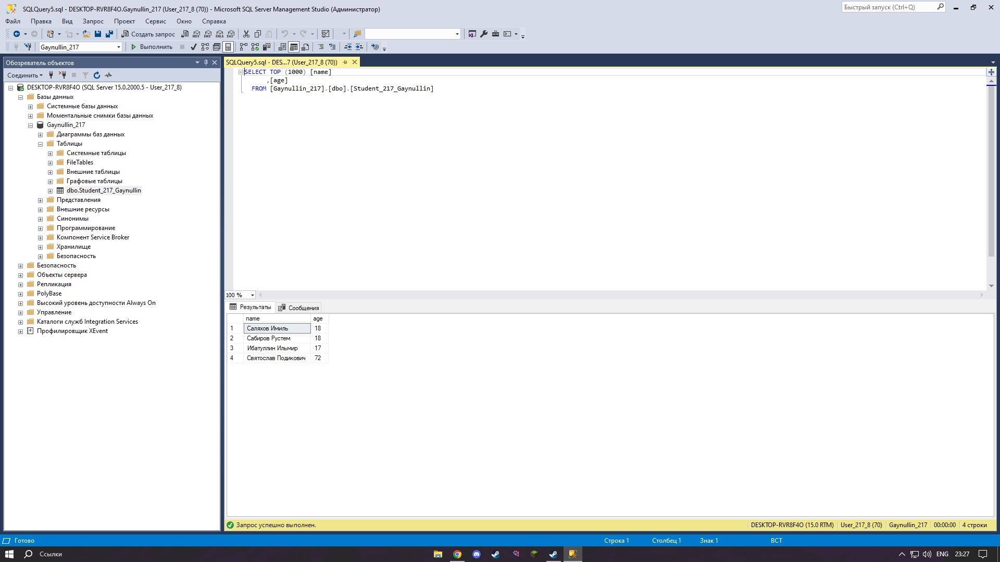 SQLQuery5.sql - DESKTOP-RVR8F4O.Gaynullin_217 (User_217_8 (70)) - Microsoft SQL Server Management Studio (Администратор)
Быстрый запуск (Ctrl+Q)
Файл Правка Вид Запрос Проект Сервис Окно Справка
Создать запрос MDX DMX XMLA DAX
Gaynullin_217 Выполнить
Обозреватель объектов
SQLQuery5.sql - DES...7 (User_217_8 (70))
Соединить
DESKTOP-RVR8F4O (SQL Server 15.0.2000.5 - User_217_8)
Базы данных
Системные базы данных
Моментальные снимки базы данных
Gaynullin_217
Диаграммы баз данных
Таблицы
Системные таблицы
FileTables
Внешние таблицы
Графовые таблицы
dbo.Student_217_Gaynullin
Представления
Внешние ресурсы
Синонимы
Программирование
Компонент Service Broker
Хранилище
Безопасность
Безопасность
Объекты сервера
Репликация
PolyBase
Высокий уровень доступности Always On
Управление
Каталоги служб Integration Services
Профилировщик XEvent
SELECT TOP (1000) [name]
,[age]
FROM [Gaynullin_217].[dbo].[Student_217_Gaynullin]
100 %
Результаты Сообщения
name age
1 Саляхов Имиль 18
2 Сабиров Рустем 18
3 Ибатуллин Ильмир 17
4 Святослав Подикович 72
Запрос успешно выполнен. DESKTOP-RVR8F4O (15.0 RTM) User_217_8 (70) Gaynullin_217 00:00:00 4 строки
Готово Строка 1 Столбец 1 Знак 1 ВСТ
Ссылки ENG 23:27